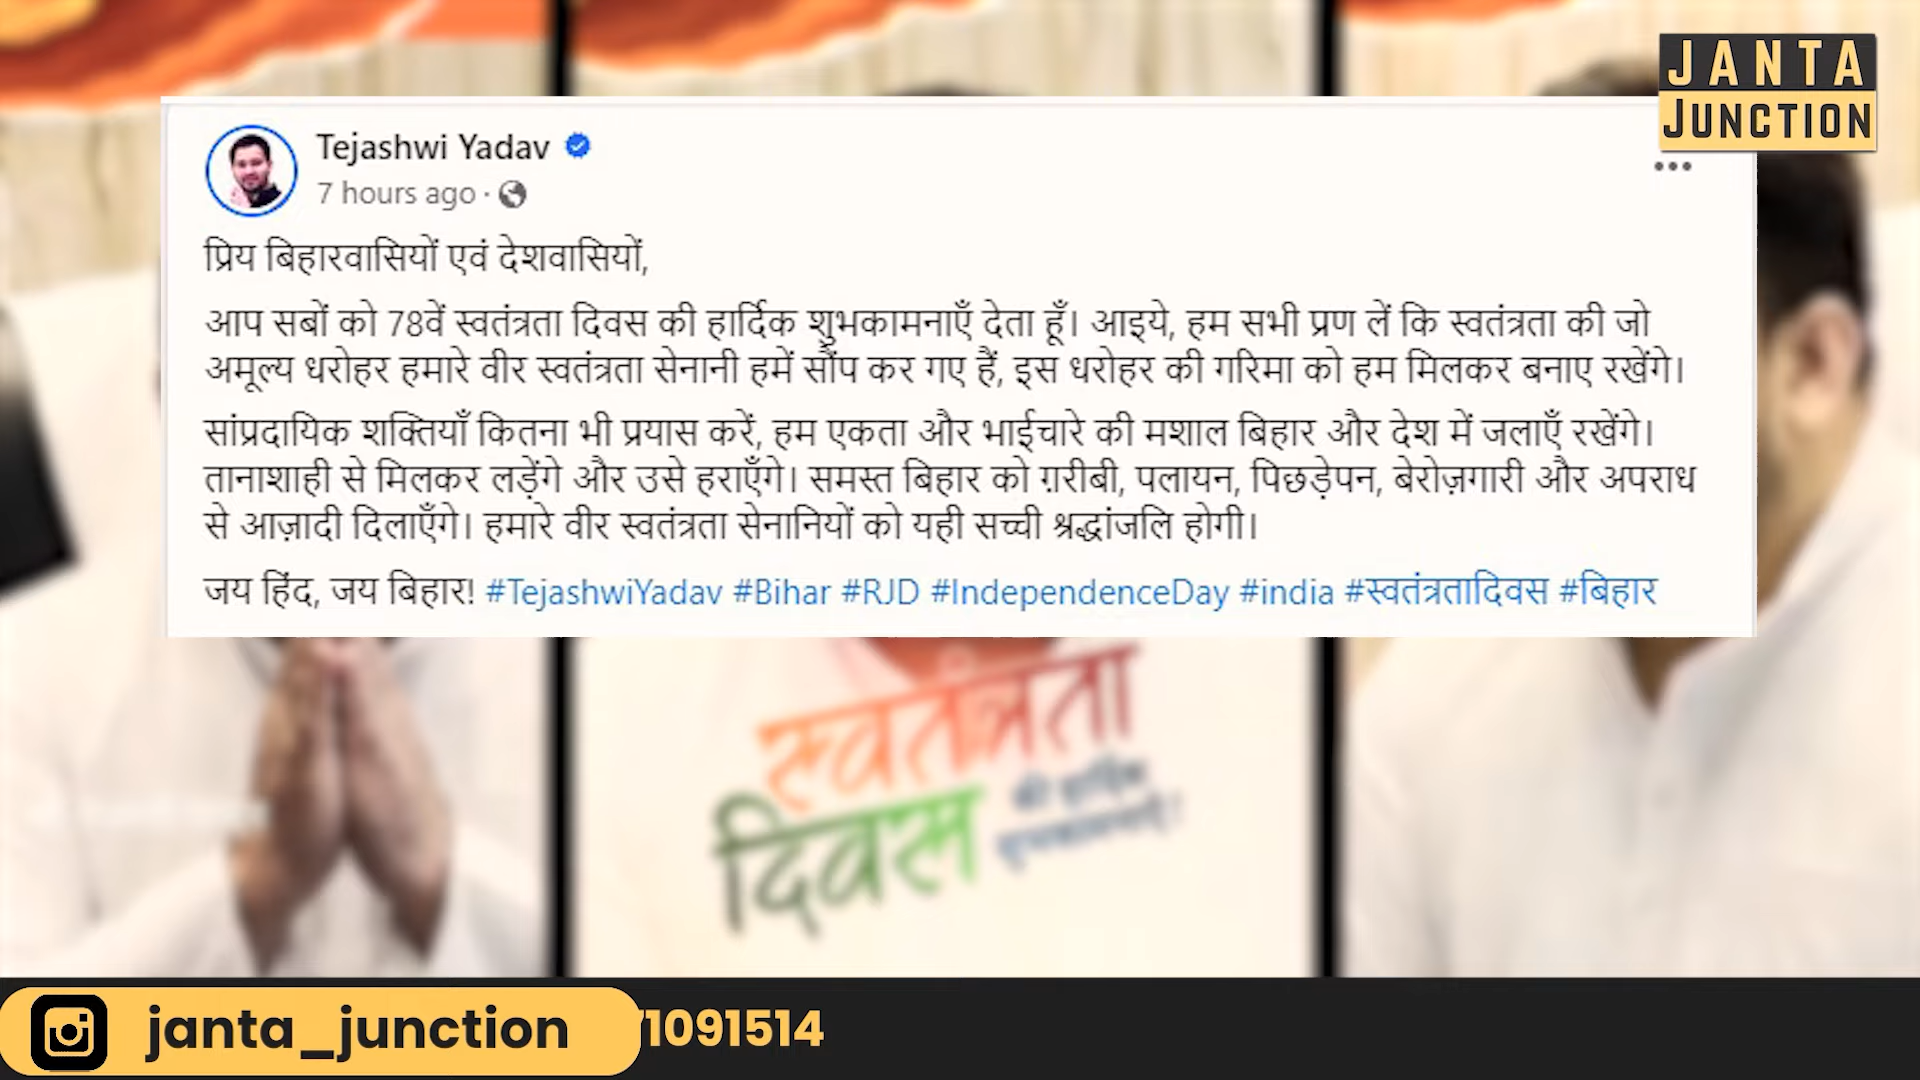 JANTA
JUNCTION
Tejashwi Yadav
7 hours ago ·
प्रिय बिहारवासियों एवं देशवासियों,
आप सबों को 78वें स्वतंत्रता दिवस की हार्दिक शुभकामनाएँ देता हूँ। आइये, हम सभी प्रण लें कि स्वतंत्रता की जो
अमूल्य धरोहर हमारे वीर स्वतंत्रता सेनानी हमें सौंप कर गए हैं, इस धरोहर की गरिमा को हम मिलकर बनाए रखेंगे।
सांप्रदायिक शक्तियाँ कितना भी प्रयास करें, हम एकता और भाईचारे की मशाल बिहार और देश में जलाएँ रखेंगे।
तानाशाही से मिलकर लड़ेंगे और उसे हराएँगे। समस्त बिहार को ग़रीबी, पलायन, पिछड़ेपन, बेरोज़गारी और अपराध
से आज़ादी दिलाएँगे। हमारे वीर स्वतंत्रता सेनानियों को यही सच्ची श्रद्धांजलि होगी।
जय हिंद, जय बिहार! #TejashwiYadav #Bihar #RJD #IndependenceDay #india #स्वतंत्रतादिवस #बिहार
स्वतंत्रता
दिवस
की हार्दिक
शुभकामनाएँ!
janta_junction
1091514